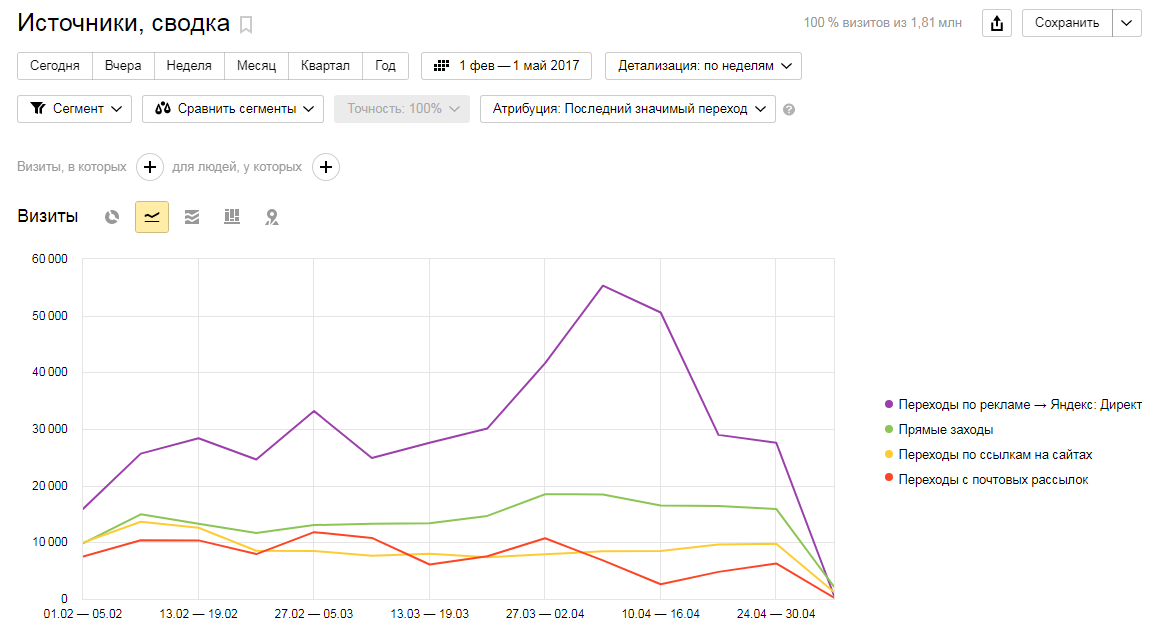 Источники, сводка
100 % визитов из 1,81 млн
Сохранить
Сегодня Вчера Неделя Месяц Квартал Год
1 фев — 1 май 2017
Детализация: по неделям
Сегмент
Сравнить сегменты
Точность: 100%
Атрибуция: Последний значимый переход
?
Визиты, в которых + для людей, у которых +
Визиты
60 000
50 000
40 000
30 000
20 000
10 000
0
01.02 — 05.02 13.02 — 19.02 27.02 — 05.03 13.03 — 19.03 27.03 — 02.04 10.04 — 16.04 24.04 — 30.04
Переходы по рекламе → Яндекс: Директ
Прямые заходы
Переходы по ссылкам на сайтах
Переходы с почтовых рассылок